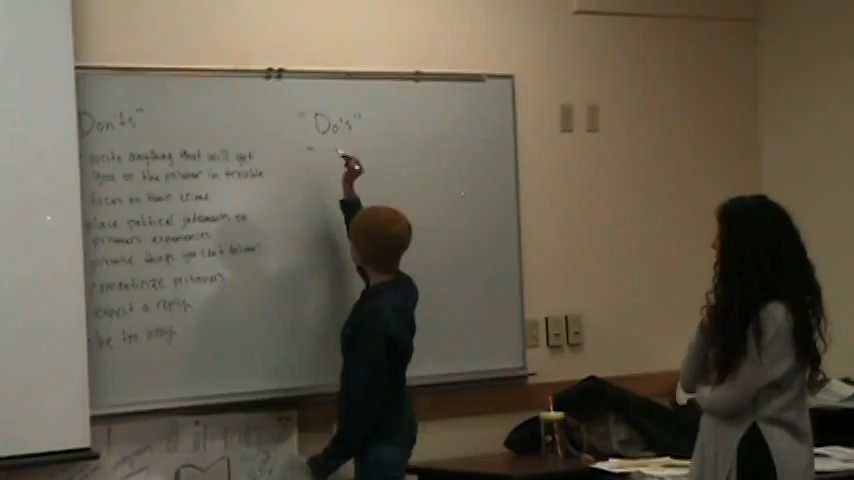 Don'ts"
write anything that will get
you or the prisoner in trouble
focus on their crime
place political judgements on
prisoners experiences
promise things you can't deliver
romanticize prisoners
expect a reply
be too nosy
"Do's"
-